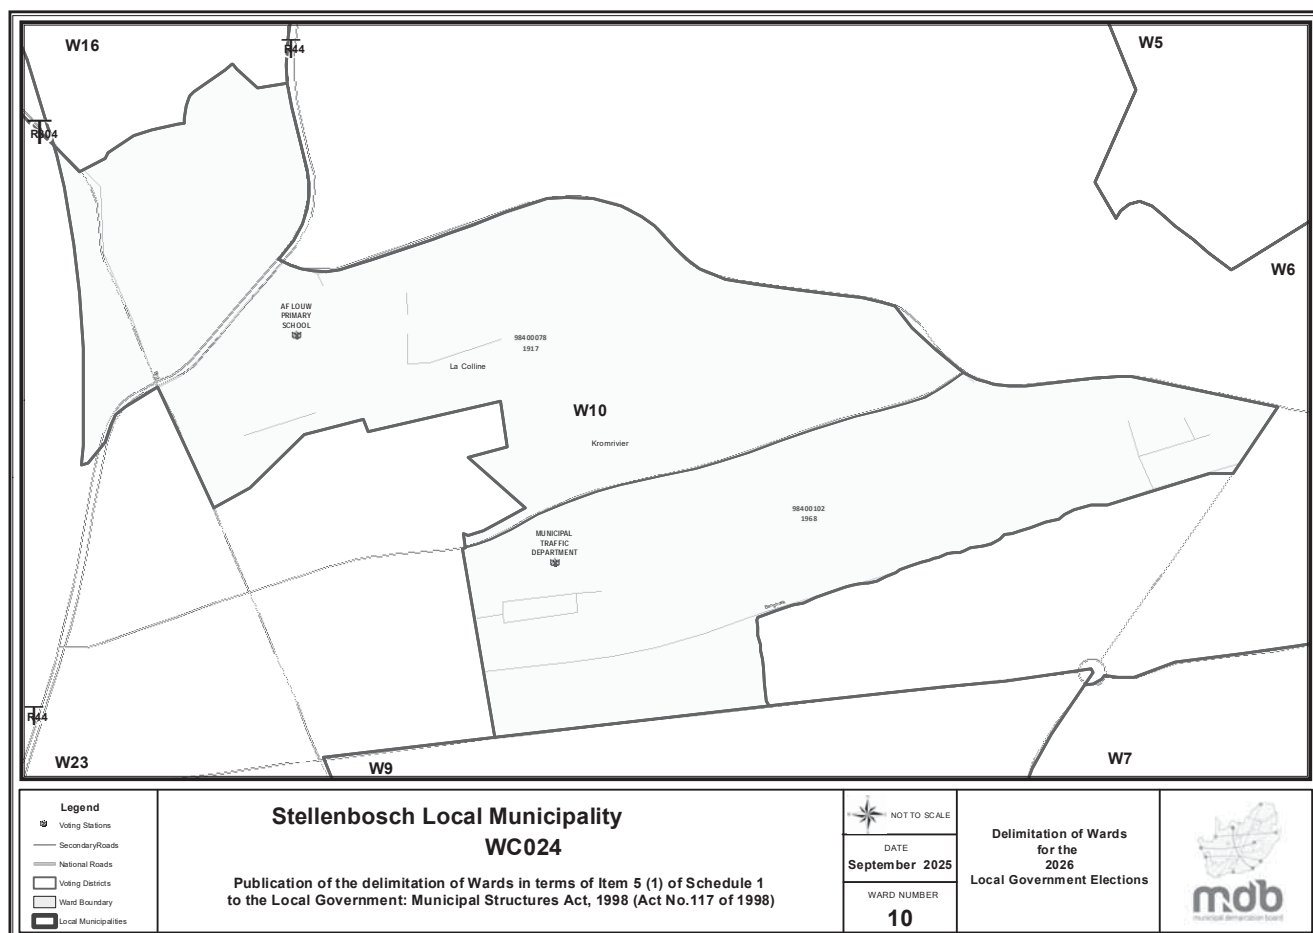 W16
R44
W5
R304
W6
AF LOUW
PRIMARY
SCHOOL
98400078
1917
La Colline
W10
Kromrivier
98400102
1968
MUNICIPAL
TRAFFIC
DEPARTMENT
R44
W23
W9
W7
Legend
Voting Stations
SecondaryRoads
National Roads
Voting Districts
Ward Boundary
Local Municipalities
Stellenbosch Local Municipality
WC024
Publication of the delimitation of Wards in terms of Item 5 (1) of Schedule 1
to the Local Government: Municipal Structures Act, 1998 (Act No.117 of 1998)
NOT TO SCALE
DATE
September 2025
WARD NUMBER
10
Delimitation of Wards
for the
2026
Local Government Elections
mdb
municipal demarcation board